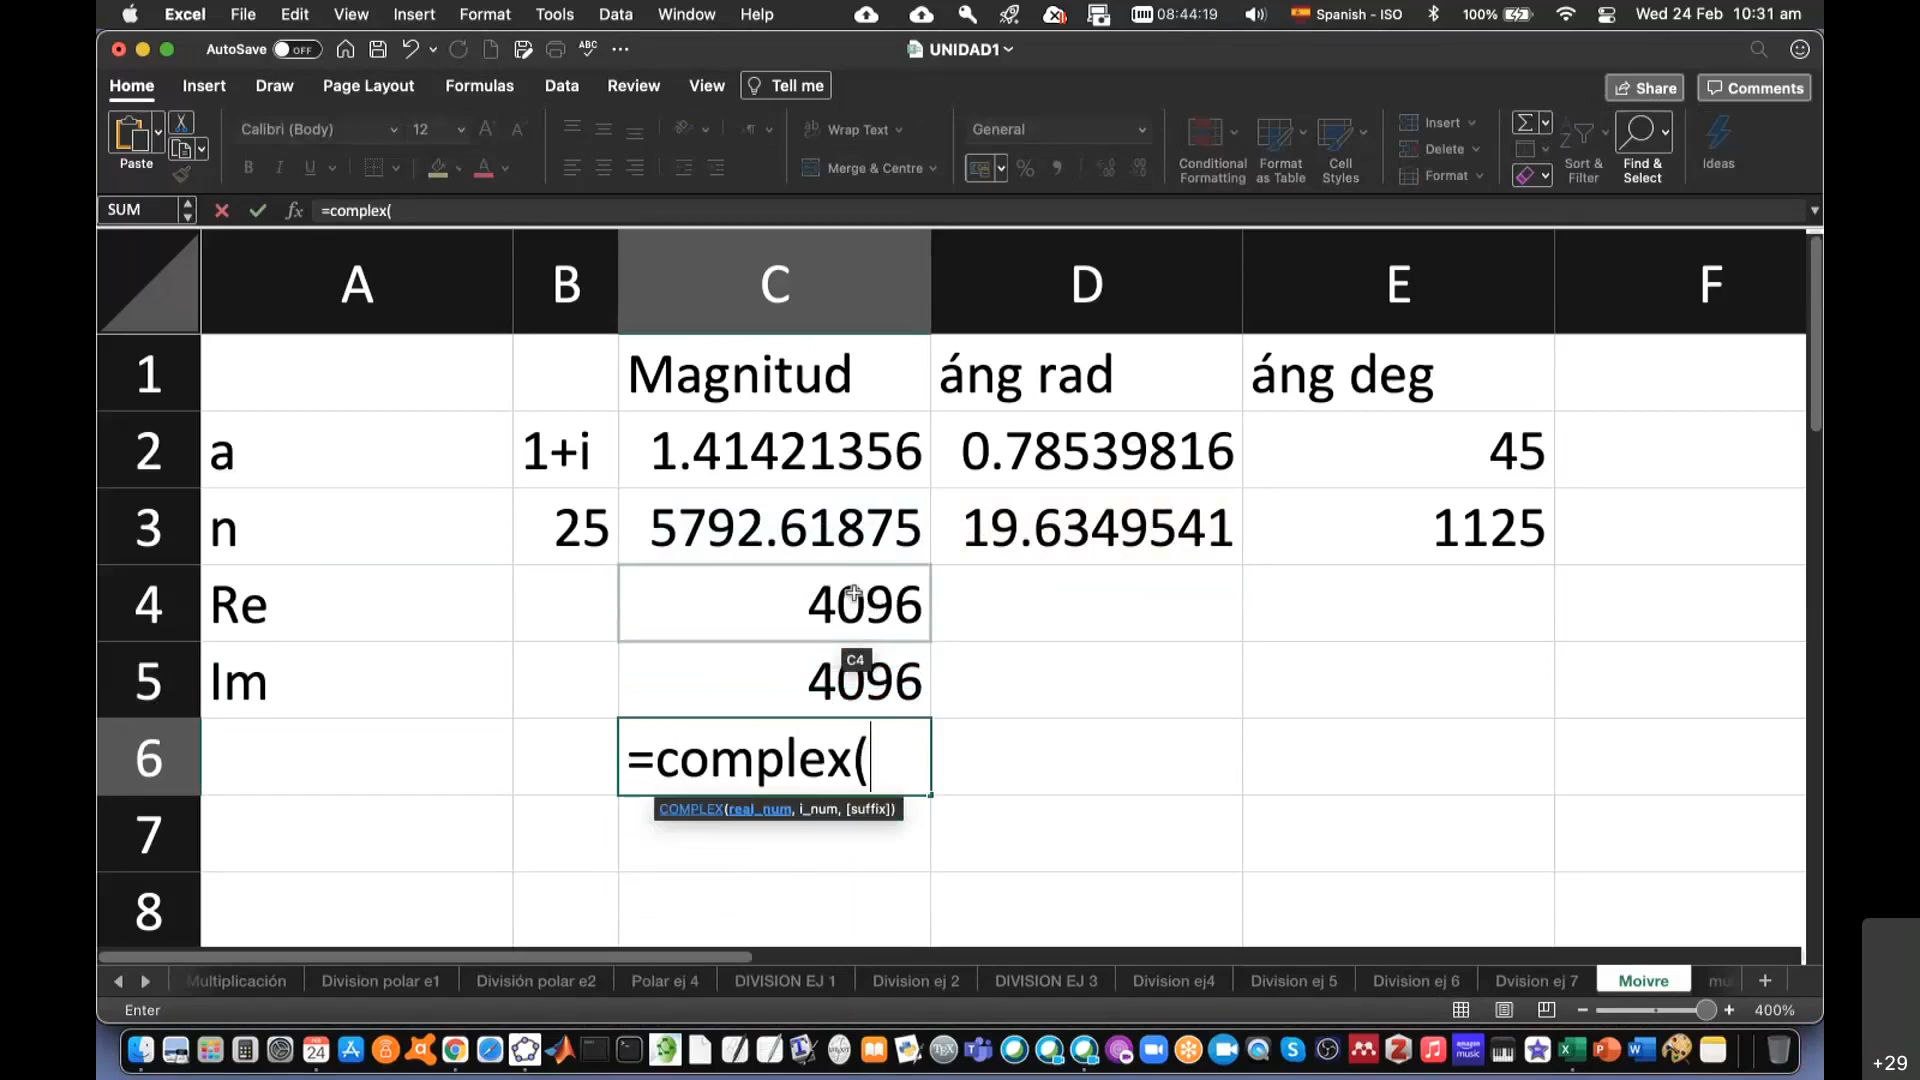 Excel File Edit View Insert Format Tools Data Window Help 08:44:19 Spanish - ISO 100% Wed 24 Feb 10:31 am
AutoSave OFF ABC ... UNIDAD1
Home Insert Draw Page Layout Formulas Data Review View Tell me Share Comments
Calibri (Body) 12 A A ab Wrap Text General Insert
Paste B I U A Merge & Centre % Conditional Formatting Format as Table Cell Styles Delete Format Sort & Filter Find & Select Ideas
SUM fx =complex(
A B C D E F
1 Magnitud áng rad áng deg
2 a 1+i 1.41421356 0.78539816 45
3 n 25 5792.61875 19.6349541 1125
4 Re 4096
C4
5 Im 4096
6 =complex(
COMPLEX(real_num, i_num, [suffix])
7
8
Multiplicación Division polar e1 División polar e2 Polar ej 4 DIVISION EJ 1 Division ej 2 DIVISION EJ 3 Division ej4 Division ej 5 Division ej 6 Dvision ej 7 Moivre mu +
Enter 400%
FEB 24
+29